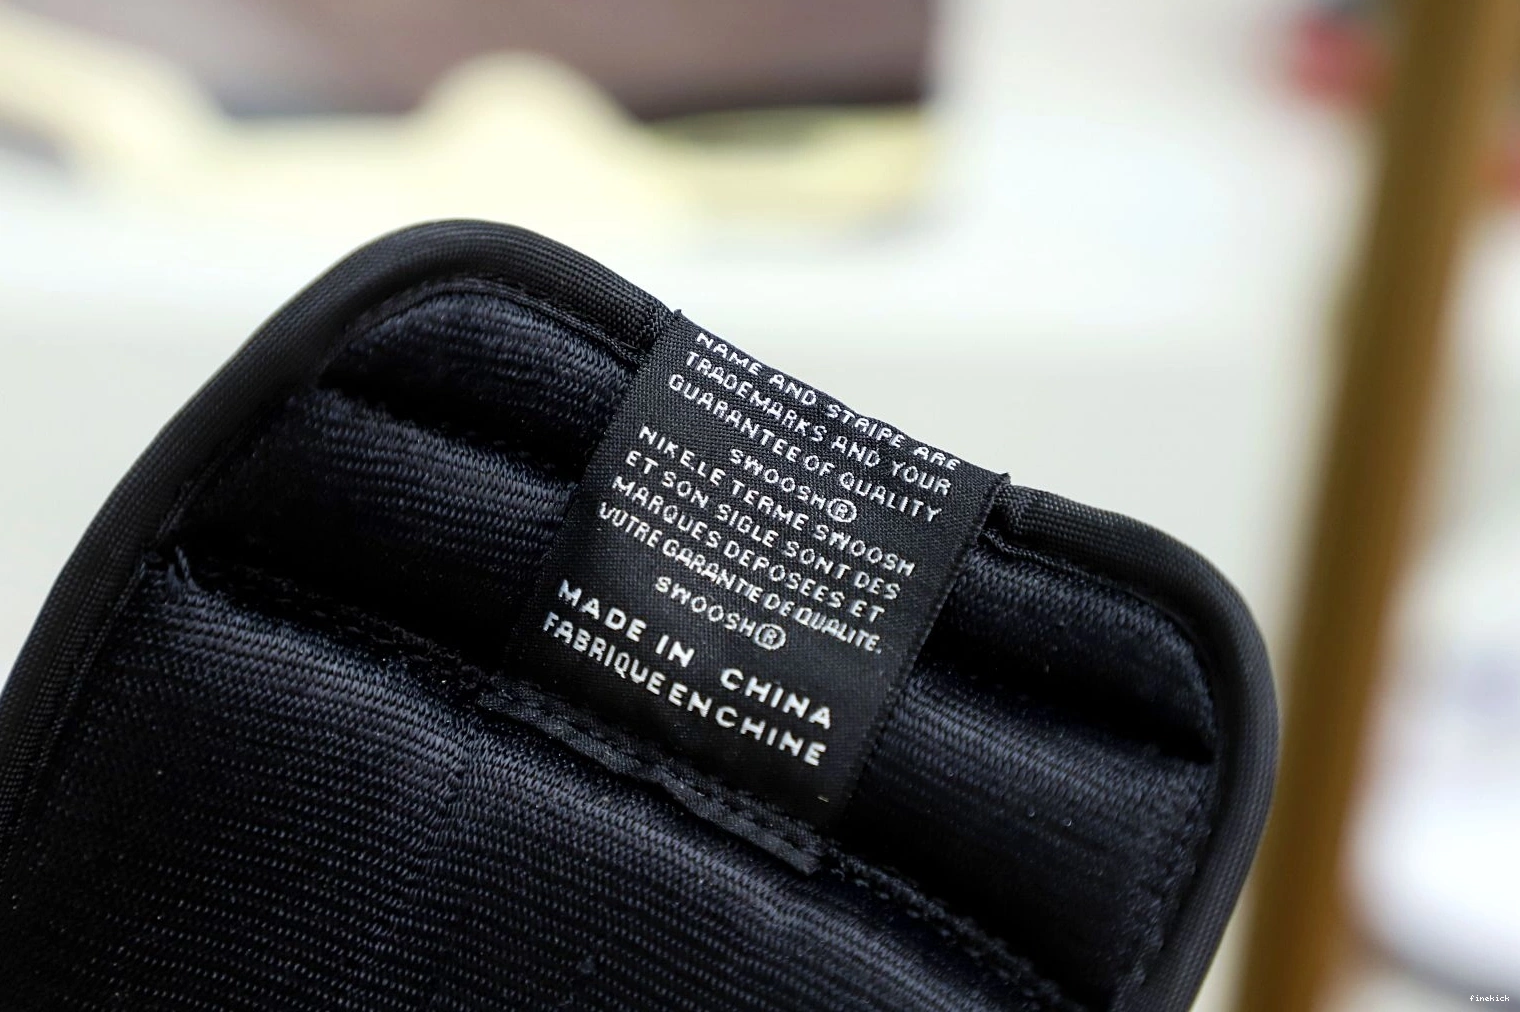 NAME AND STRIPE ARE
TRADEMARKS AND YOUR
GUARANTEE OF QUALITY
SWOOSH®
NIKE.LE TERME SWOOSH
ET SON SIGLE SONT DES
MARQUES DEPOSEES ET
VOTRE GARANTIE DE QUALITE.
SWOOSH®
MADE IN CHINA
FABRIQUE EN CHINE
finekick